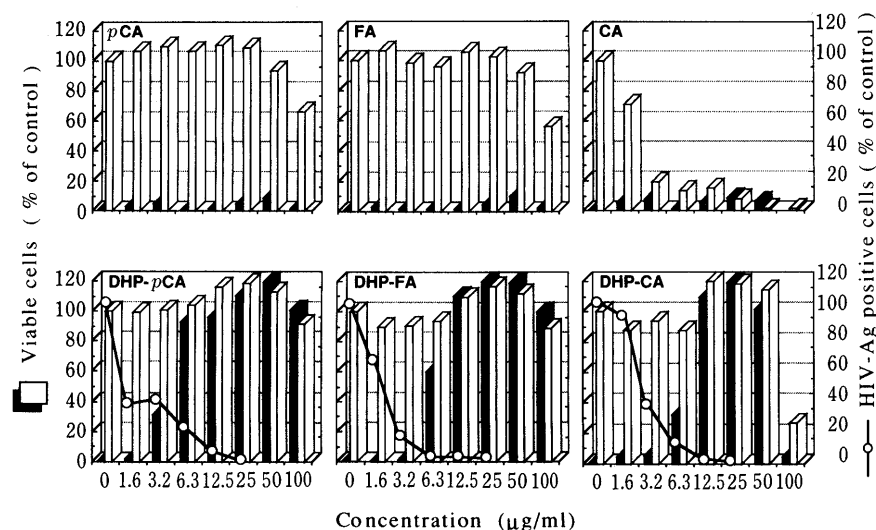 pCA
FA
CA
120
100
80
60
40
20
0
120
100
80
60
40
20
0
DHP-pCA
DHP-FA
DHP-CA
120
100
80
60
40
20
0
120
100
80
60
40
20
0
0 1.6 3.2 6.3 12.5 25 50 100
0 1.6 3.2 6.3 12.5 25 50 100
0 1.6 3.2 6.3 12.5 25 50 100
Concentration (μg/ml)
Viable cells ( % of control )
HIV-Ag positive cells ( % of control )